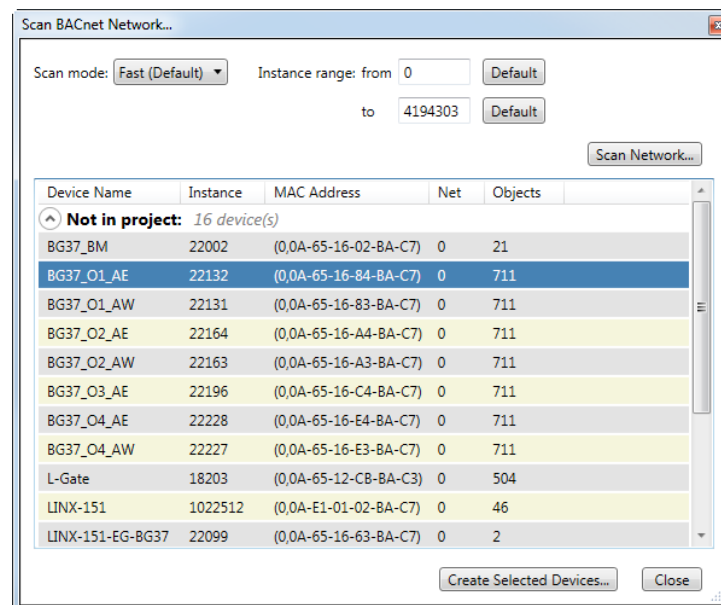 Scan BACnet Network...
Scan mode: Fast (Default) Instance range: from 0 Default
to 4194303 Default
Scan Network...
Device Name Instance MAC Address Net Objects
Not in project: 16 device(s)
BG37_BM 22002 (0,0A-65-16-02-BA-C7) 0 21
BG37_O1_AE 22132 (0,0A-65-16-84-BA-C7) 0 711
BG37_O1_AW 22131 (0,0A-65-16-83-BA-C7) 0 711
BG37_O2_AE 22164 (0,0A-65-16-A4-BA-C7) 0 711
BG37_O2_AW 22163 (0,0A-65-16-A3-BA-C7) 0 711
BG37_O3_AE 22196 (0,0A-65-16-C4-BA-C7) 0 711
BG37_O4_AE 22228 (0,0A-65-16-E4-BA-C7) 0 711
BG37_O4_AW 22227 (0,0A-65-16-E3-BA-C7) 0 711
L-Gate 18203 (0,0A-65-12-CB-BA-C3) 0 504
LINX-151 1022512 (0,0A-E1-01-02-BA-C7) 0 46
LINX-151-EG-BG37 22099 (0,0A-65-16-63-BA-C7) 0 2
Create Selected Devices... Close